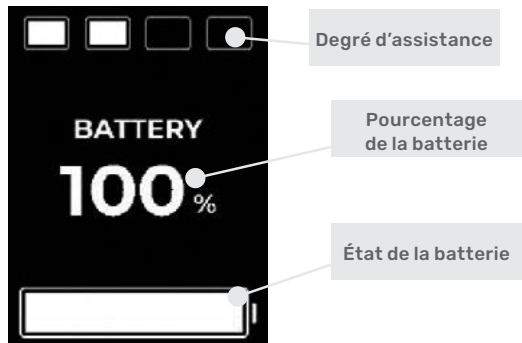 Degré d’assistance
BATTERY
100%
Pourcentage
de la batterie
État de la batterie